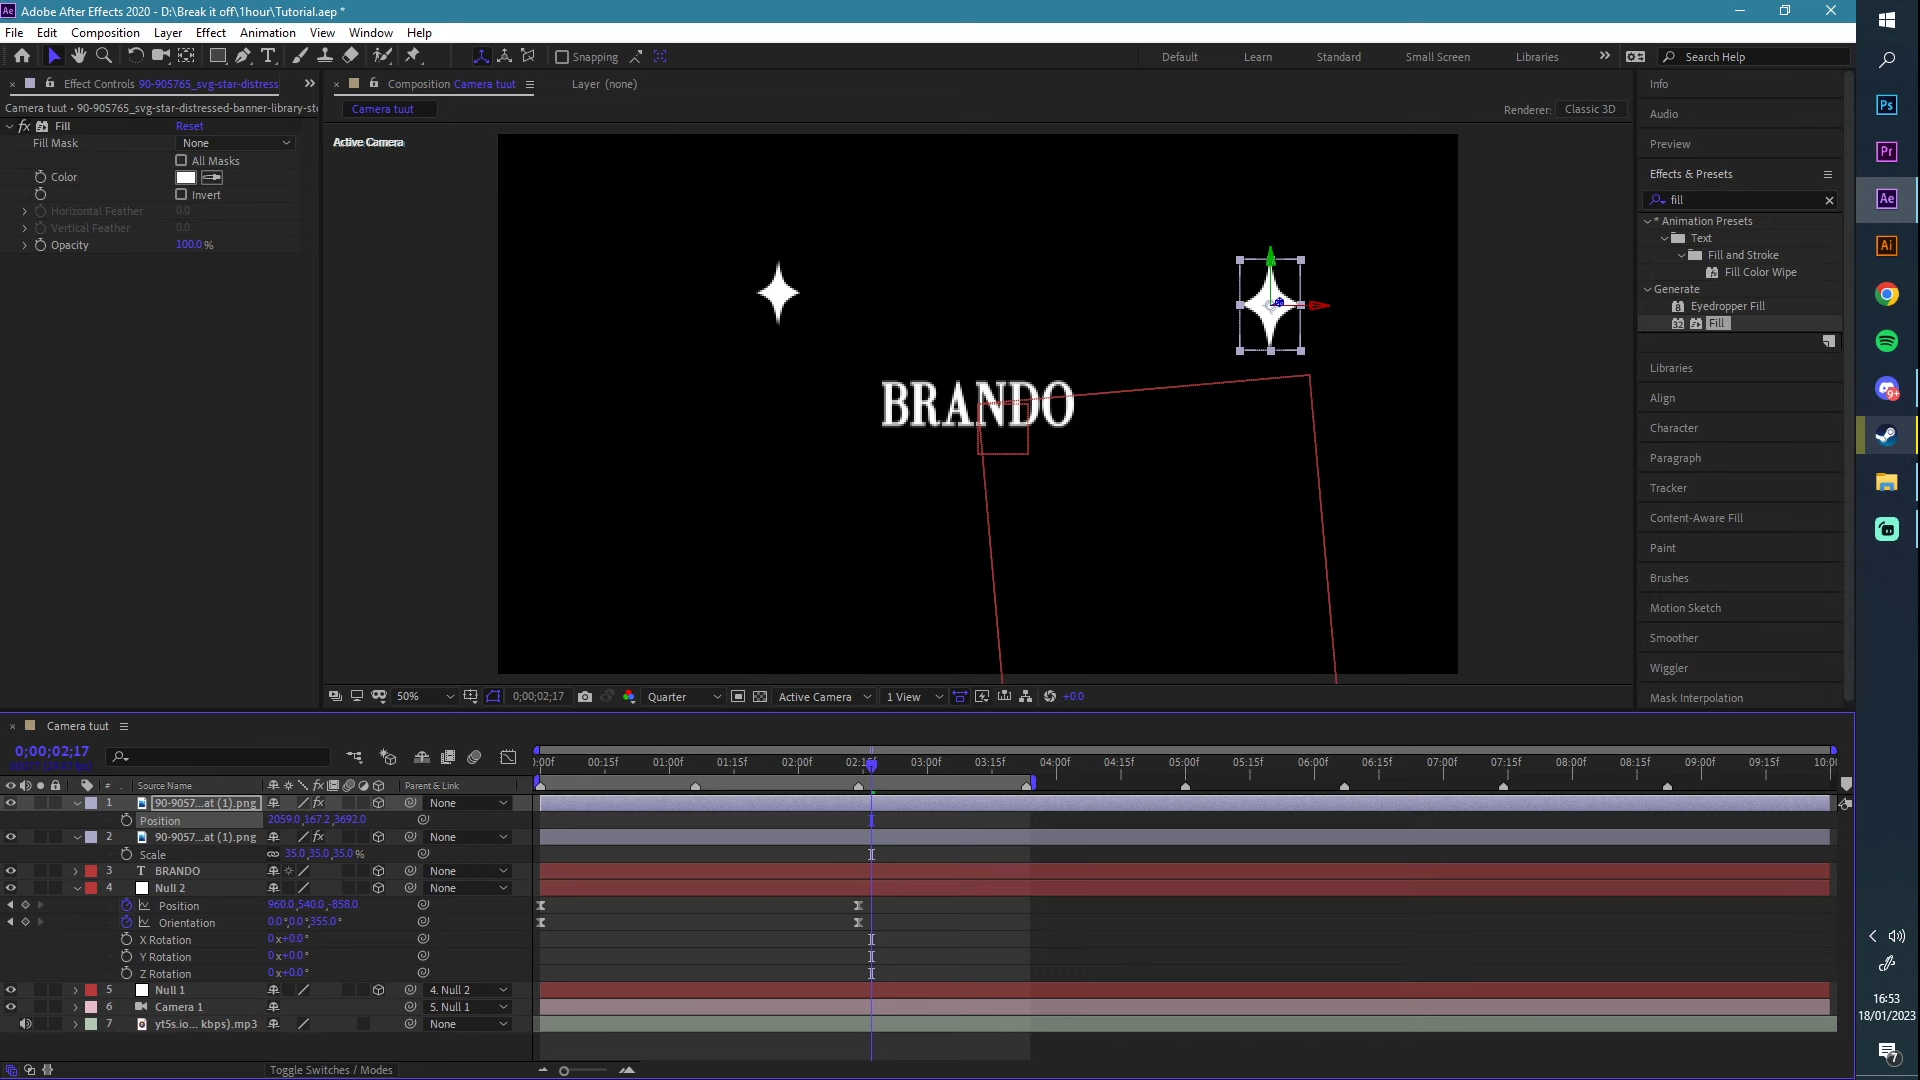 Adobe After Effects 2020 - D:\Break it off\1hour\Tutorial.aep *
File Edit Composition Layer Effect Animation View Window Help
Snapping
Default Learn Standard Small Screen Libraries
Search Help
Effect Controls 90-905765_svg-star-distress
Camera tuut • 90-905765_svg-star-distressed-banner-library-sto
fx Fill Reset
Fill Mask None
All Masks
Color
Invert
Horizontal Feather 0.0
Vertical Feather 0.0
Opacity 100.0 %
Composition Camera tuut
Layer (none)
Camera tuut
Renderer: Classic 3D
Active Camera
BRANDO
50%
0;00;02;17
Quarter
Active Camera
1 View
+0.0
Info
Audio
Preview
Effects & Presets
fill
* Animation Presets
Text
Fill and Stroke
Fill Color Wipe
Generate
Eyedropper Fill
Fill
Libraries
Align
Character
Paragraph
Tracker
Content-Aware Fill
Paint
Brushes
Motion Sketch
Smoother
Wiggler
Mask Interpolation
Camera tuut
0;00;02;17
# Source Name Parent & Link
:00f 00:15f 01:00f 01:15f 02:00f 02:15f 03:00f 03:15f 04:00f 04:15f 05:00f 05:15f 06:00f 06:15f 07:00f 07:15f 08:00f 08:15f 09:00f 09:15f 10:00
1 90-9057...at (1).png None
Position 2059.0,167.2,3692.0
2 90-9057...at (1).png None
Scale 35.0,35.0,35.0 %
3 T BRANDO None
4 Null 2 None
Position 960.0,540.0,-858.0
Orientation 0.0°,0.0°,355.0°
X Rotation 0x+0.0°
Y Rotation 0x+0.0°
Z Rotation 0x+0.0°
5 Null 1 4. Null 2
6 Camera 1 5. Null 1
7 yt5s.io... kbps).mp3 None
Toggle Switches / Modes
Ps
Pr
Ae
Ai
9+
16:53
18/01/2023
7